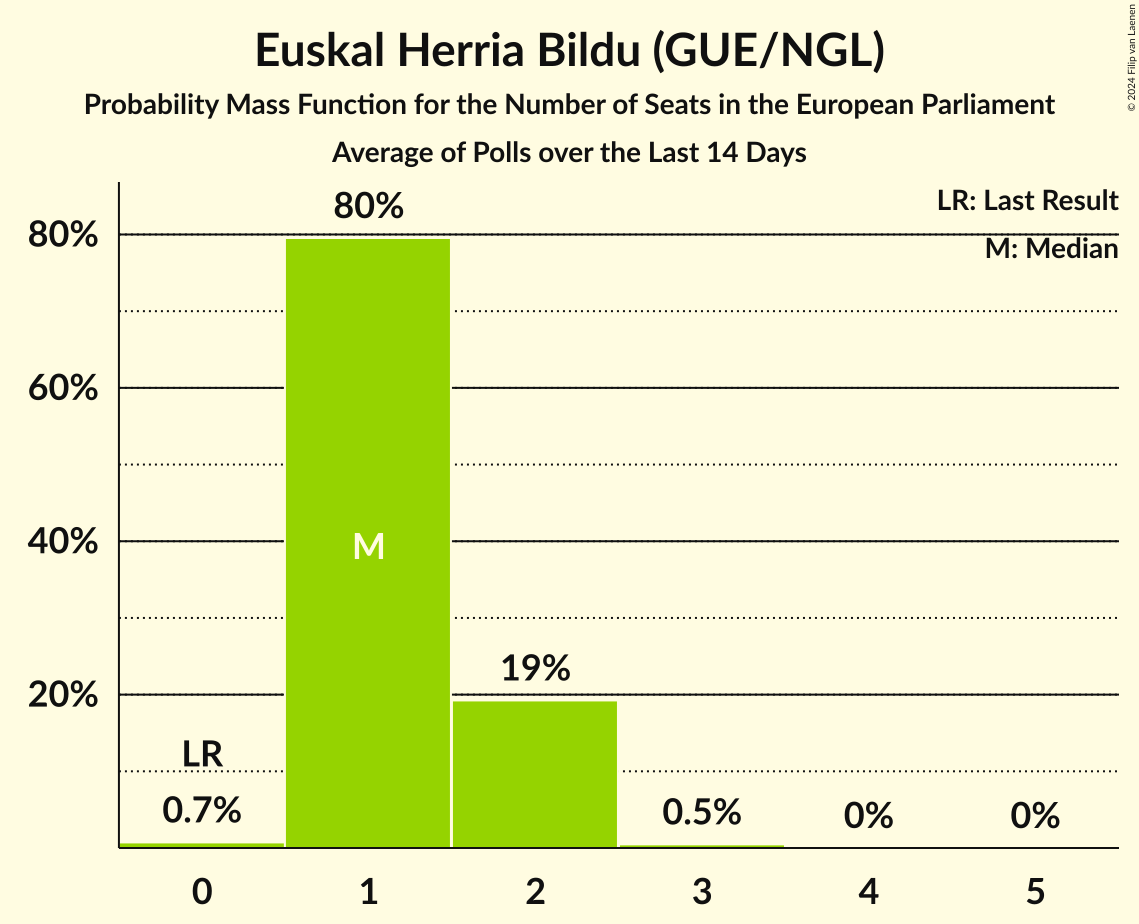 Euskal Herria Bildu (GUE/NGL)
Probability Mass Function for the Number of Seats in the European Parliament
Average of Polls over the Last 14 Days
© 2024 Filip van Laenen
LR: Last Result
M: Median
80%
60%
40%
20%
80%
M
19%
LR
0.7%
0.5%
0%
0%
0
1
2
3
4
5